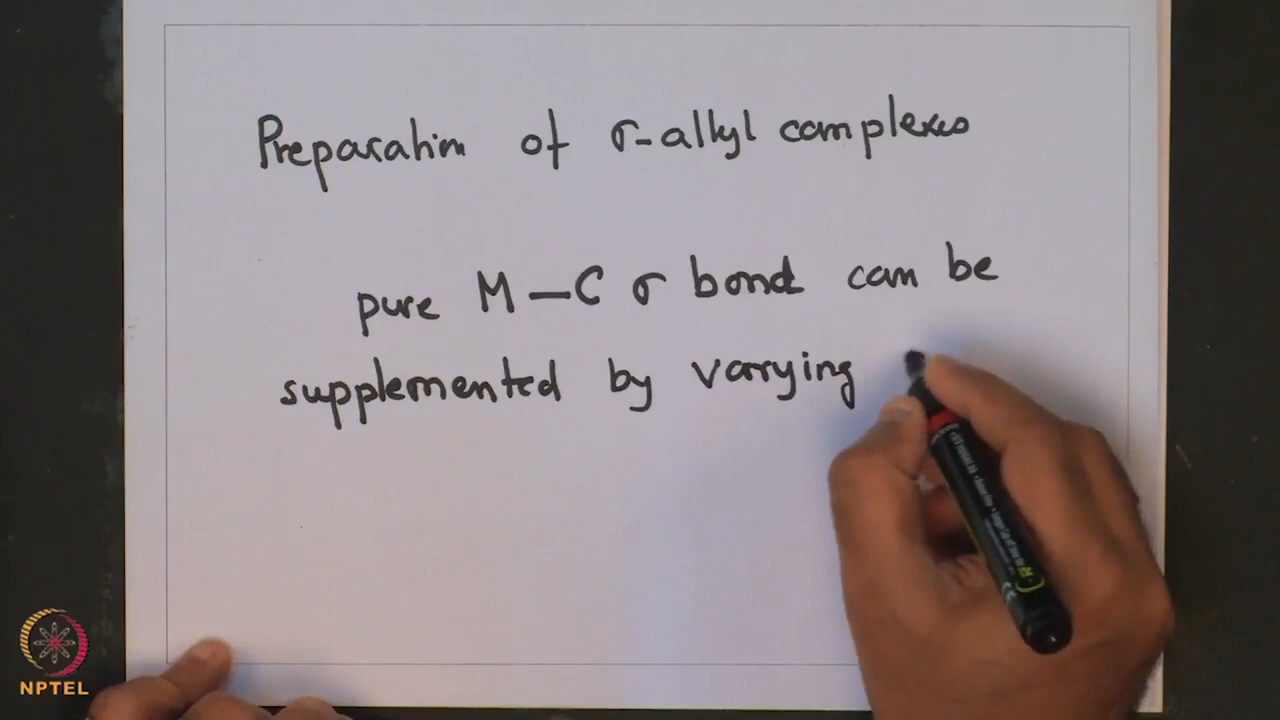 Preparation of σ-alkyl complexes
pure M–C σ bond can be
supplemented by varying
NPTEL